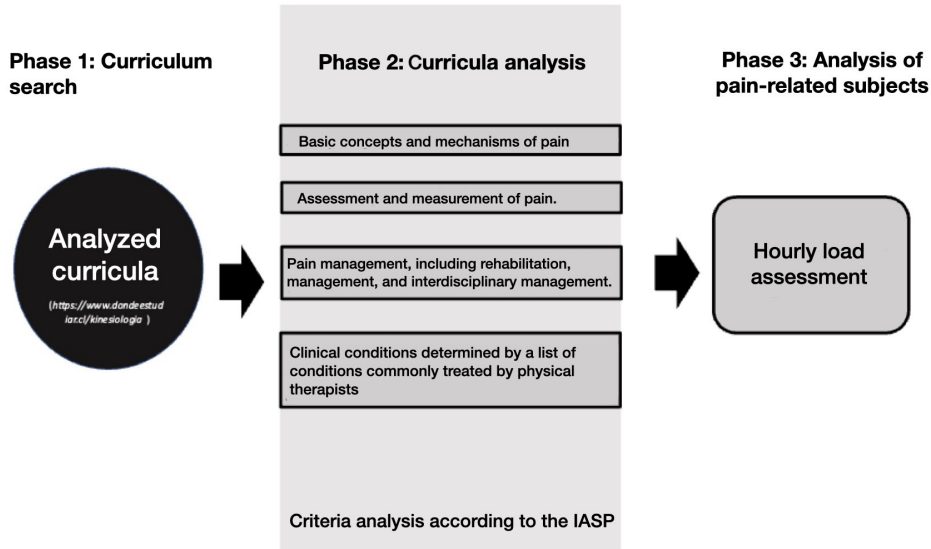 Phase 1: Curriculum
search
Analyzed
curricula
(https://www.dondeestud
iar.cl/kinesiologia )
Phase 2: Curricula analysis
Basic concepts and mechanisms of pain
Assessment and measurement of pain.
Pain management, including rehabilitation,
management, and interdisciplinary management.
Clinical conditions determined by a list of
conditions commonly treated by physical
therapists
Criteria analysis according to the IASP
Phase 3: Analysis of
pain-related subjects
Hourly load
assessment